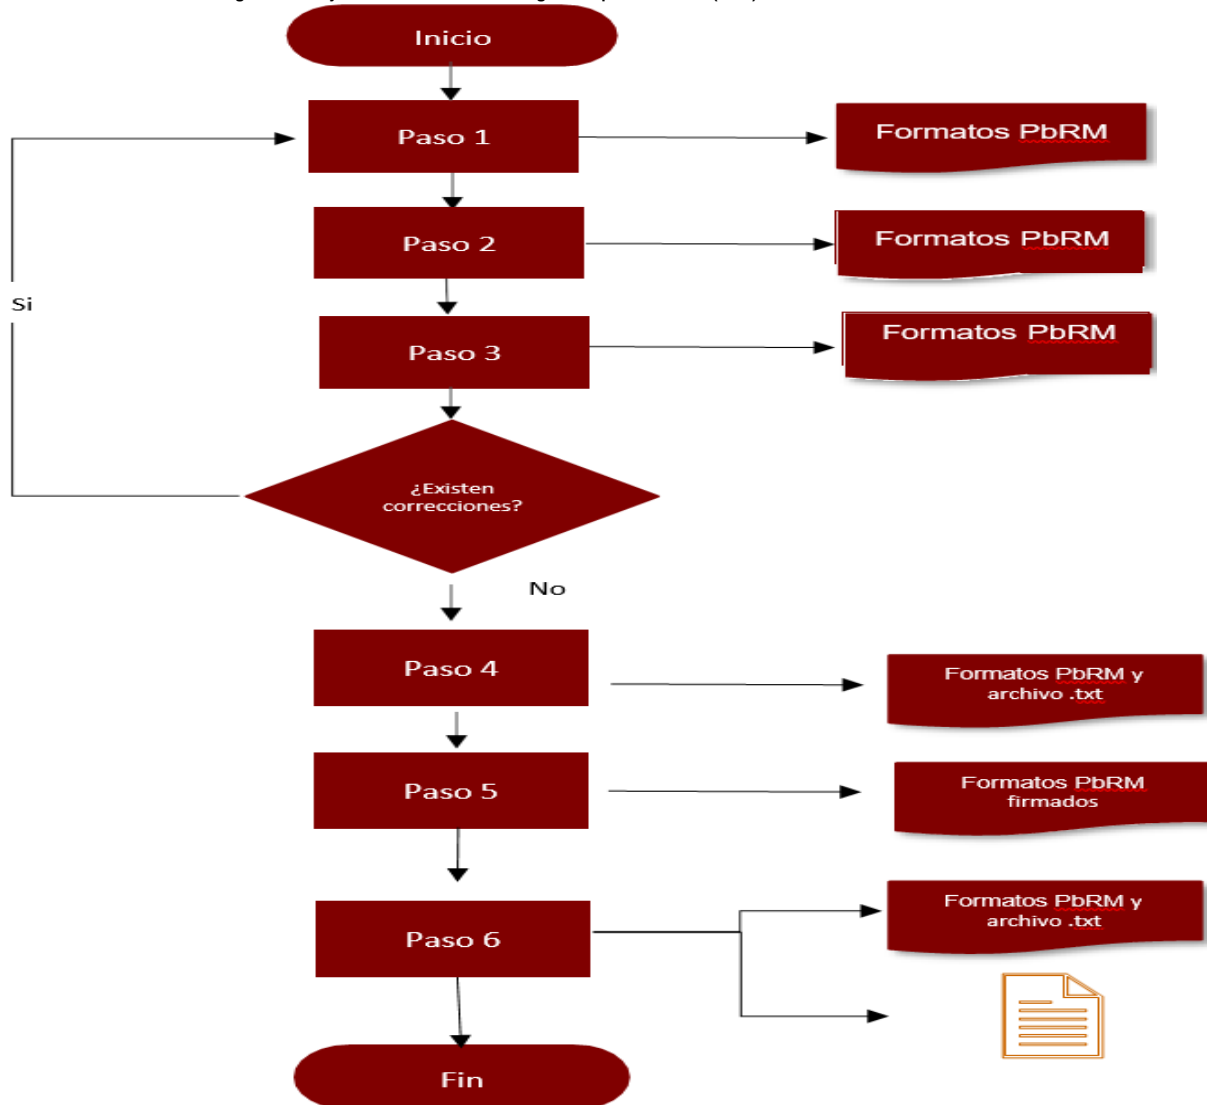 Inicio
Paso 1
Formatos PbRM
Paso 2
Formatos PbRM
Si
Paso 3
Formatos PbRM
¿Existen
correcciones?
No
Paso 4
Formatos PbRM y
archivo .txt
Paso 5
Formatos PbRM
firmados
Paso 6
Formatos PbRM y
archivo .txt
Fin